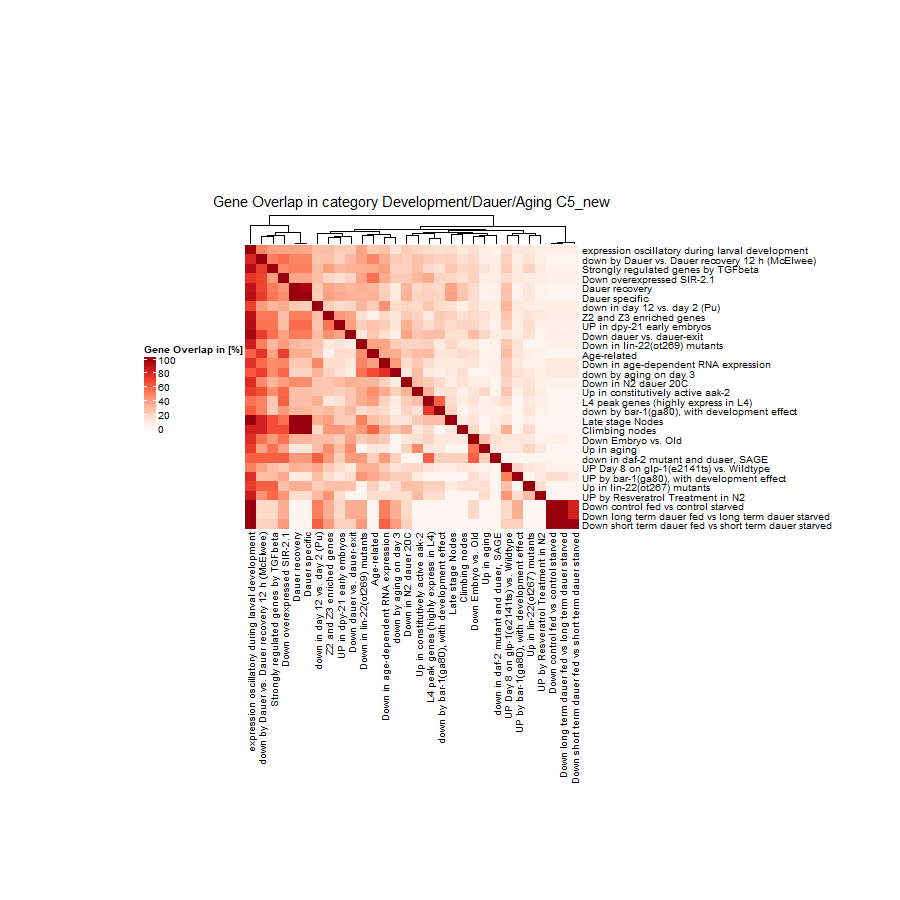 Gene Overlap in category Development/Dauer/Aging C5_new
expression oscillatory during larval development
down by Dauer vs. Dauer recovery 12 h (McElwee)
Strongly regulated genes by TGFbeta
Down overexpressed SIR-2.1
Dauer recovery
Dauer specific
down in day 12 vs. day 2 (Pu)
Z2 and Z3 enriched genes
UP in dpy-21 early embryos
Down dauer vs. dauer-exit
Down in lin-22(ot269) mutants
Age-related
Down in age-dependent RNA expression
down by aging on day 3
Down in N2 dauer 20C
Up in constitutively active aak-2
L4 peak genes (highly express in L4)
down by bar-1(ga80), with development effect
Late stage Nodes
Climbing nodes
Down Embryo vs. Old
Up in aging
down in daf-2 mutant and duaer, SAGE
UP Day 8 on glp-1(e2141ts) vs. Wildtype
UP by bar-1(ga80), with development effect
Up in lin-22(ot267) mutants
UP by Resveratrol Treatment in N2
Down control fed vs control starved
Down long term dauer fed vs long term dauer starved
Down short term dauer fed vs short term dauer starved
Gene Overlap in [%]
100
80
60
40
20
0
expression oscillatory during larval development
down by Dauer vs. Dauer recovery 12 h (McElwee)
Strongly regulated genes by TGFbeta
Down overexpressed SIR-2.1
Dauer recovery
Dauer specific
down in day 12 vs. day 2 (Pu)
Z2 and Z3 enriched genes
UP in dpy-21 early embryos
Down dauer vs. dauer-exit
Down in lin-22(ot269) mutants
Age-related
Down in age-dependent RNA expression
down by aging on day 3
Down in N2 dauer 20C
Up in constitutively active aak-2
L4 peak genes (highly express in L4)
down by bar-1(ga80), with development effect
Late stage Nodes
Climbing nodes
Down Embryo vs. Old
Up in aging
down in daf-2 mutant and duaer, SAGE
UP Day 8 on glp-1(e2141ts) vs. Wildtype
UP by bar-1(ga80), with development effect
Up in lin-22(ot267) mutants
UP by Resveratrol Treatment in N2
Down control fed vs control starved
Down long term dauer fed vs long term dauer starved
Down short term dauer fed vs short term dauer starved